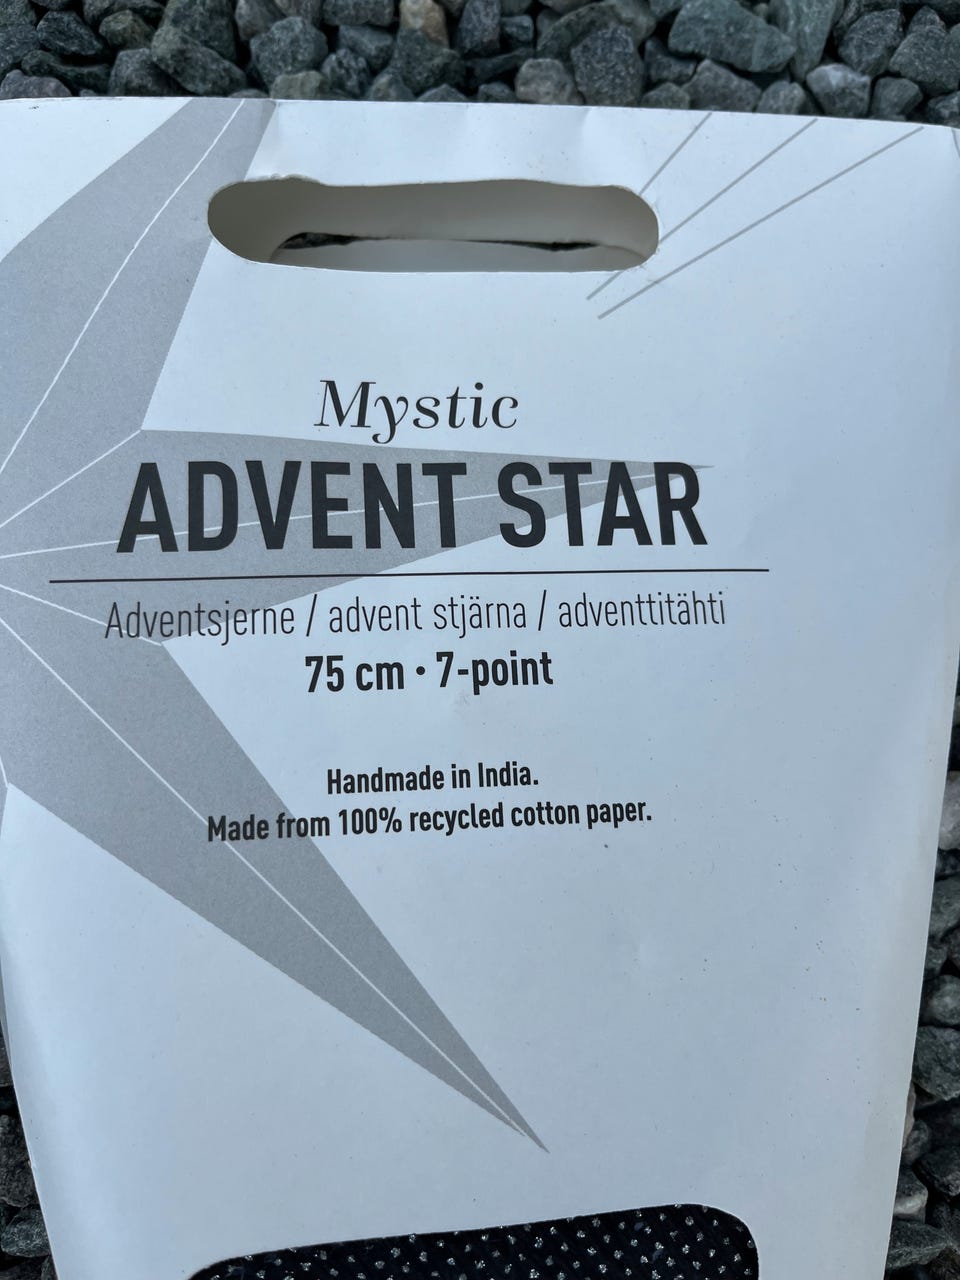 Mystic
ADVENT STAR
Adventsjerne / advent stjärna / adventtitähti
75 cm • 7-point
Handmade in India.
Made from 100% recycled cotton paper.